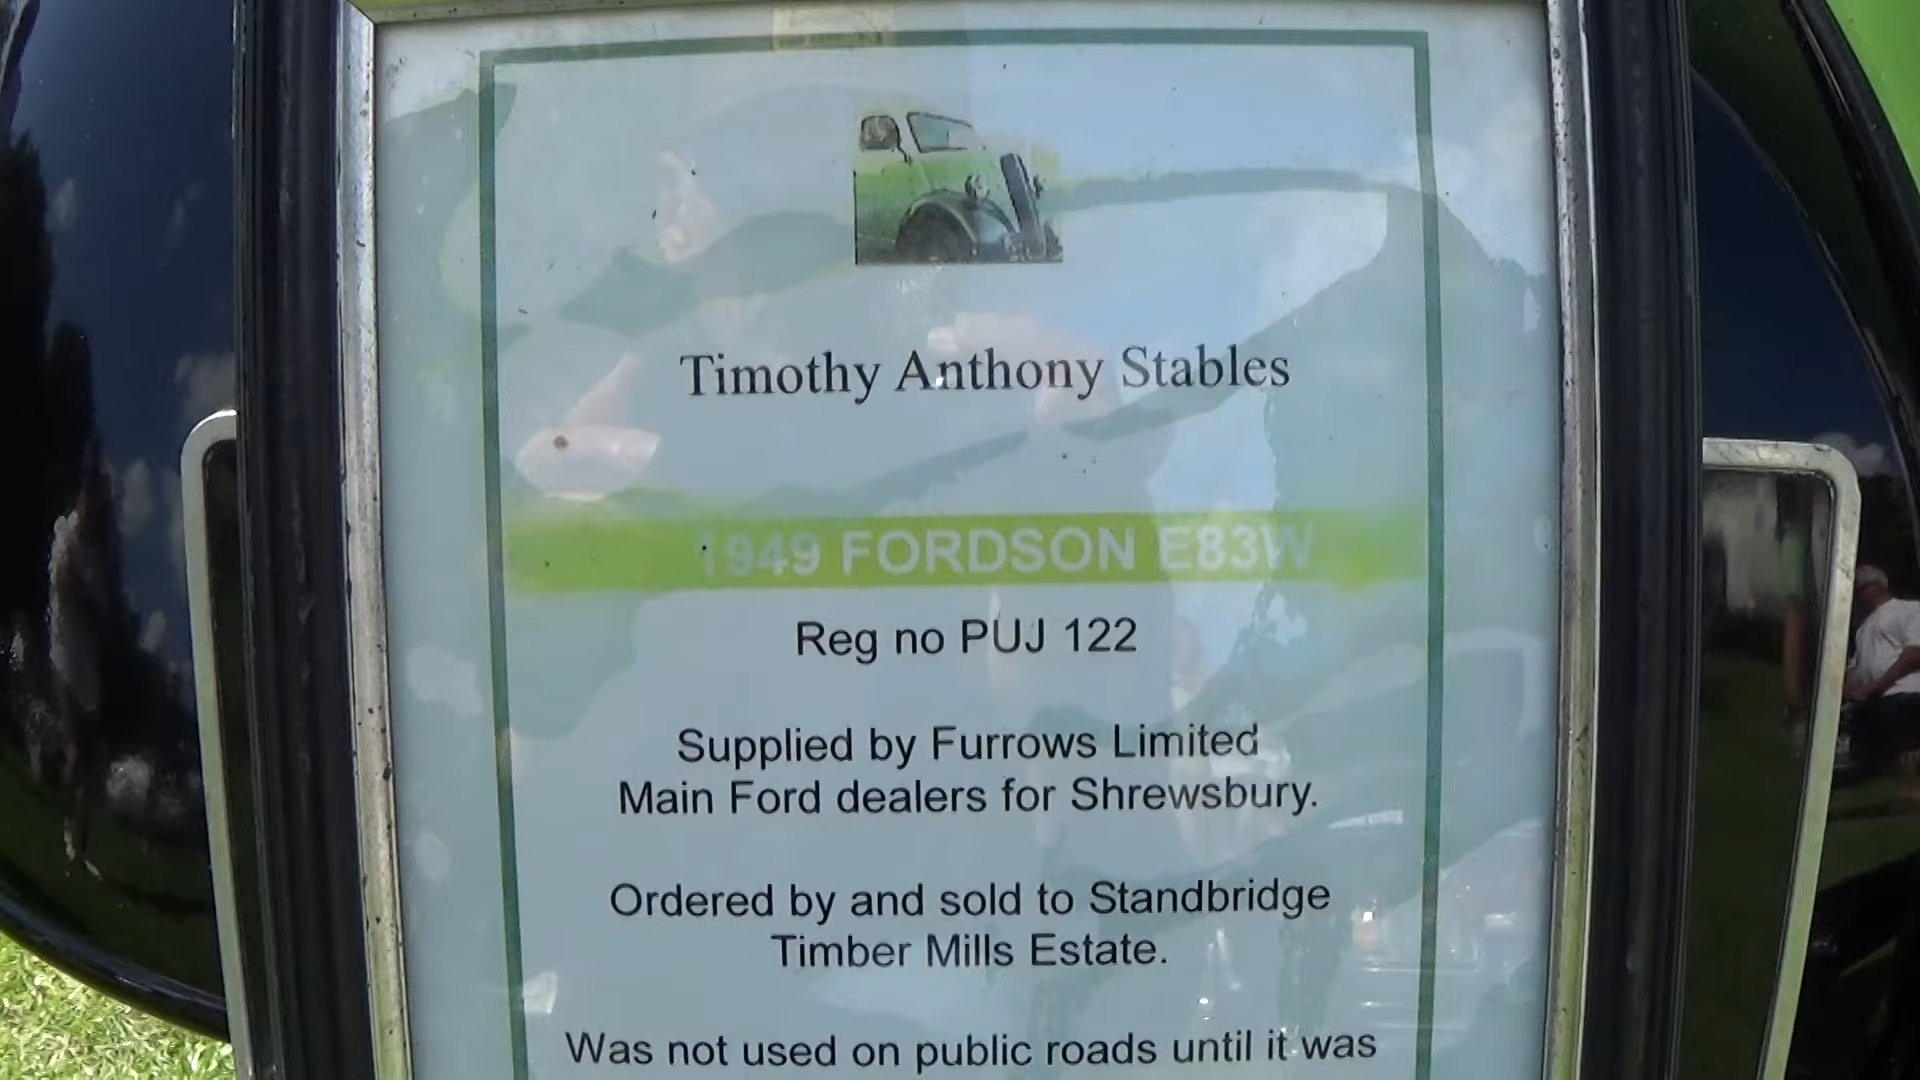 Timothy Anthony Stables
1949 FORDSON E83W
Reg no PUJ 122
Supplied by Furrows Limited
Main Ford dealers for Shrewsbury.
Ordered by and sold to Standbridge
Timber Mills Estate.
Was not used on public roads until it was